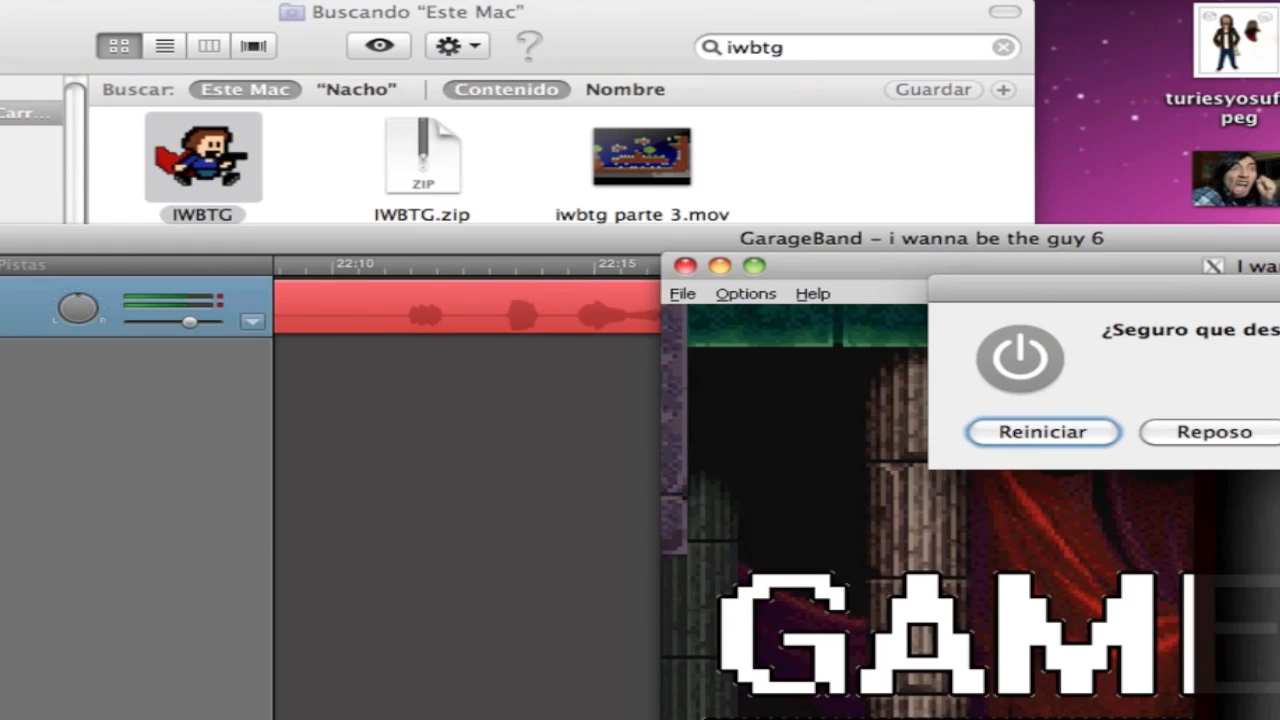 Buscando “Este Mac”
iwbtg
Buscar: Este Mac “Nacho” Contenido Nombre Guardar +
Carr...
ZIP
IWBTG IWBTG.zip iwbtg parte 3.mov
turiesyosuf
peg
GarageBand – i wanna be the guy 6
Pistas 22:10 22:15
X I wa
File Options Help
L R
¿Seguro que des
Reiniciar Reposo
GAM